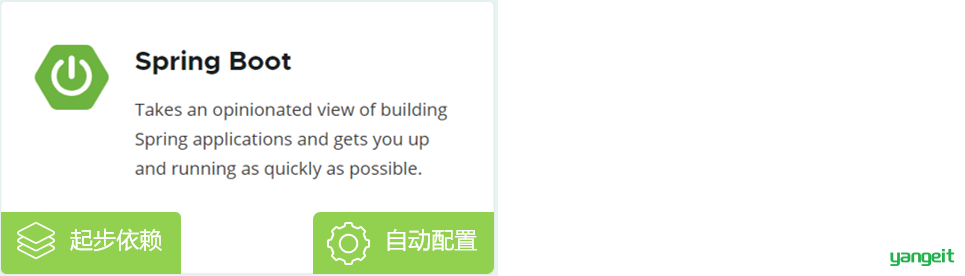 Spring Boot
Takes an opinionated view of building
Spring applications and gets you up
and running as quickly as possible.
起步依赖
自动配置
yangeit